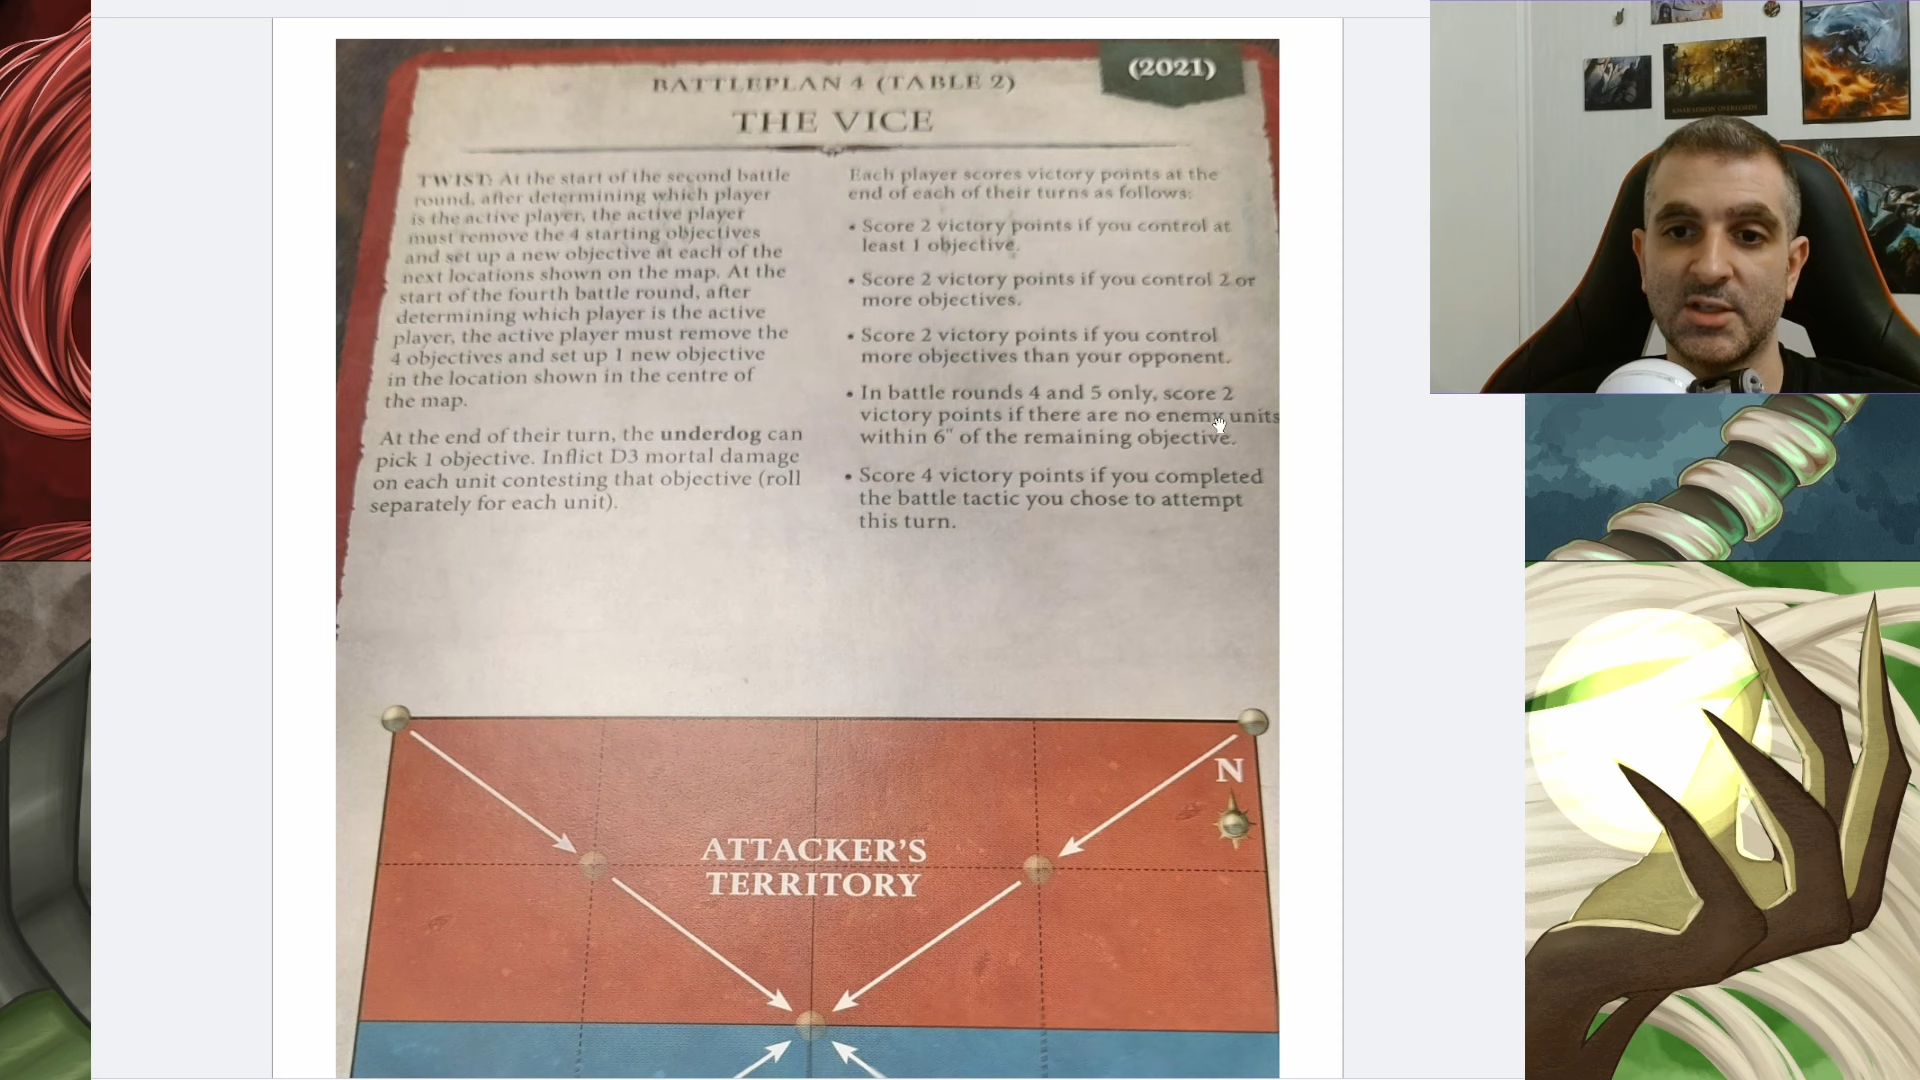 (2021)
BATTLEPLAN 4 (TABLE 2)
THE VICE
TWIST: At the start of the second battle
round, after determining which player
is the active player, the active player
must remove the 4 starting objectives
and set up a new objective at each of the
next locations shown on the map. At the
start of the fourth battle round, after
determining which player is the active
player, the active player must remove the
4 objectives and set up 1 new objective
in the location shown in the centre of
the map.
At the end of their turn, the underdog can
pick 1 objective. Inflict D3 mortal damage
on each unit contesting that objective (roll
separately for each unit).
Each player scores victory points at the
end of each of their turns as follows:
• Score 2 victory points if you control at
least 1 objective.
• Score 2 victory points if you control 2 or
more objectives.
• Score 2 victory points if you control
more objectives than your opponent.
• In battle rounds 4 and 5 only, score 2
victory points if there are no enemy units
within 6" of the remaining objective.
• Score 4 victory points if you completed
the battle tactic you chose to attempt
this turn.
N
ATTACKER'S
TERRITORY